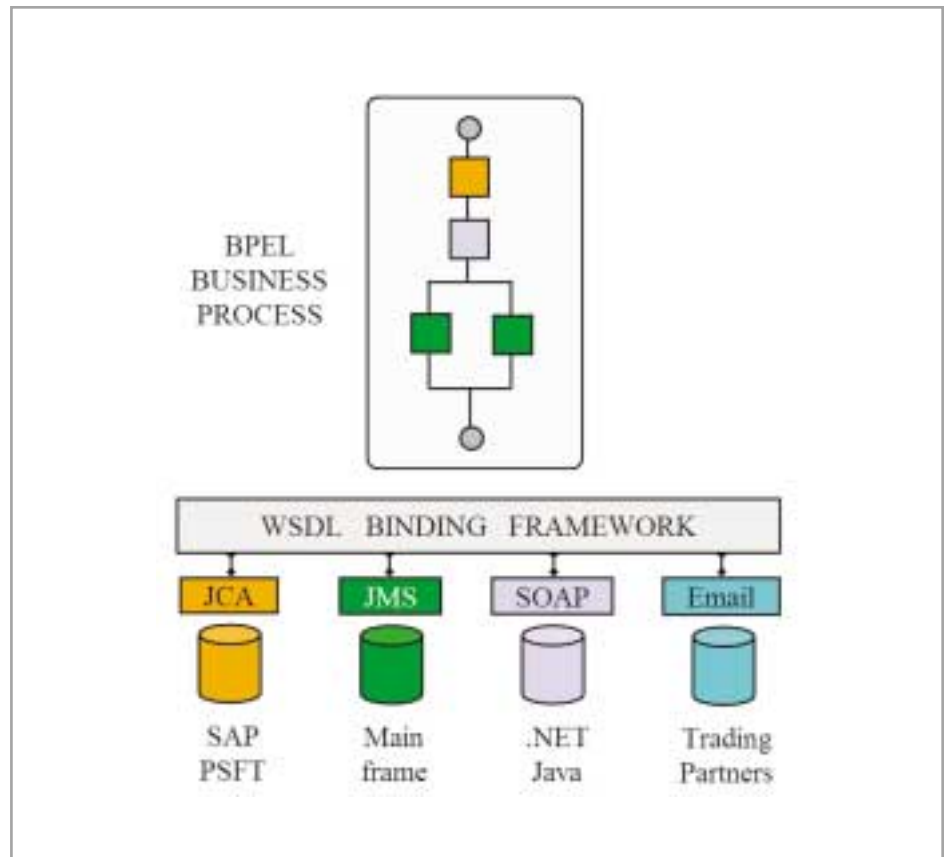 BPEL
BUSINESS
PROCESS
WSDL BINDING FRAMEWORK
JCA
JMS
SOAP
Email
SAP
PSFT
Main
frame
.NET
Java
Trading
Partners